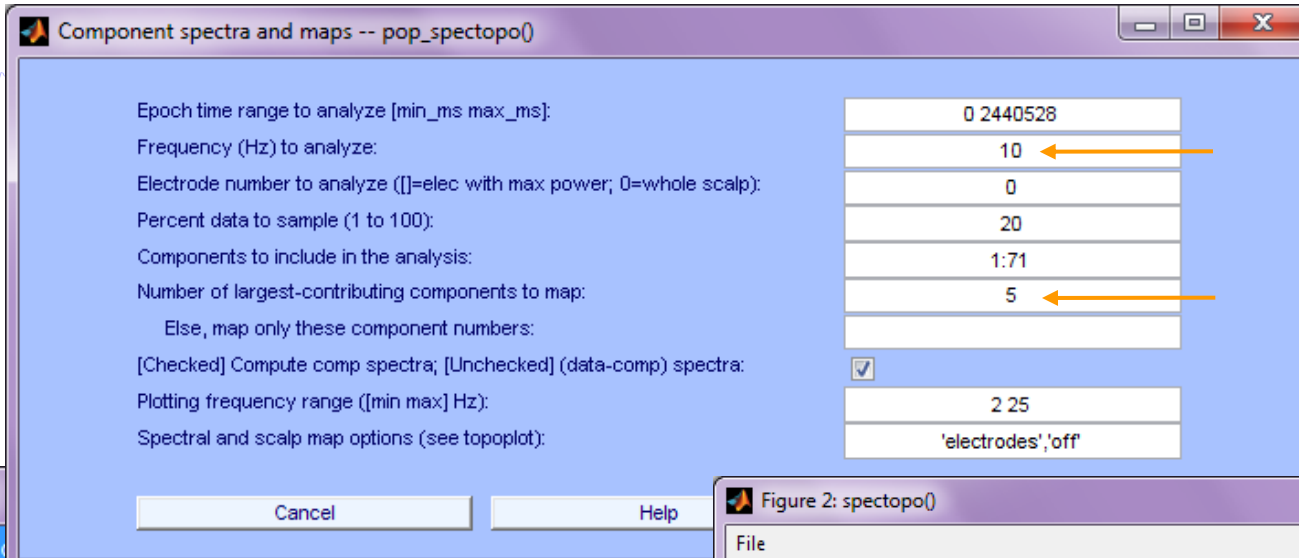 Component spectra and maps -- pop_spectopo()
Epoch time range to analyze [min_ms max_ms]: 0 2440528
Frequency (Hz) to analyze: 10
Electrode number to analyze ([]=elec with max power; 0=whole scalp): 0
Percent data to sample (1 to 100): 20
Components to include in the analysis: 1:71
Number of largest-contributing components to map: 5
Else, map only these component numbers:
[Checked] Compute comp spectra; [Unchecked] (data-comp) spectra:
Plotting frequency range ([min max] Hz): 2 25
Spectral and scalp map options (see topoplot): 'electrodes','off'
Cancel Help
Figure 2: spectopo()
File